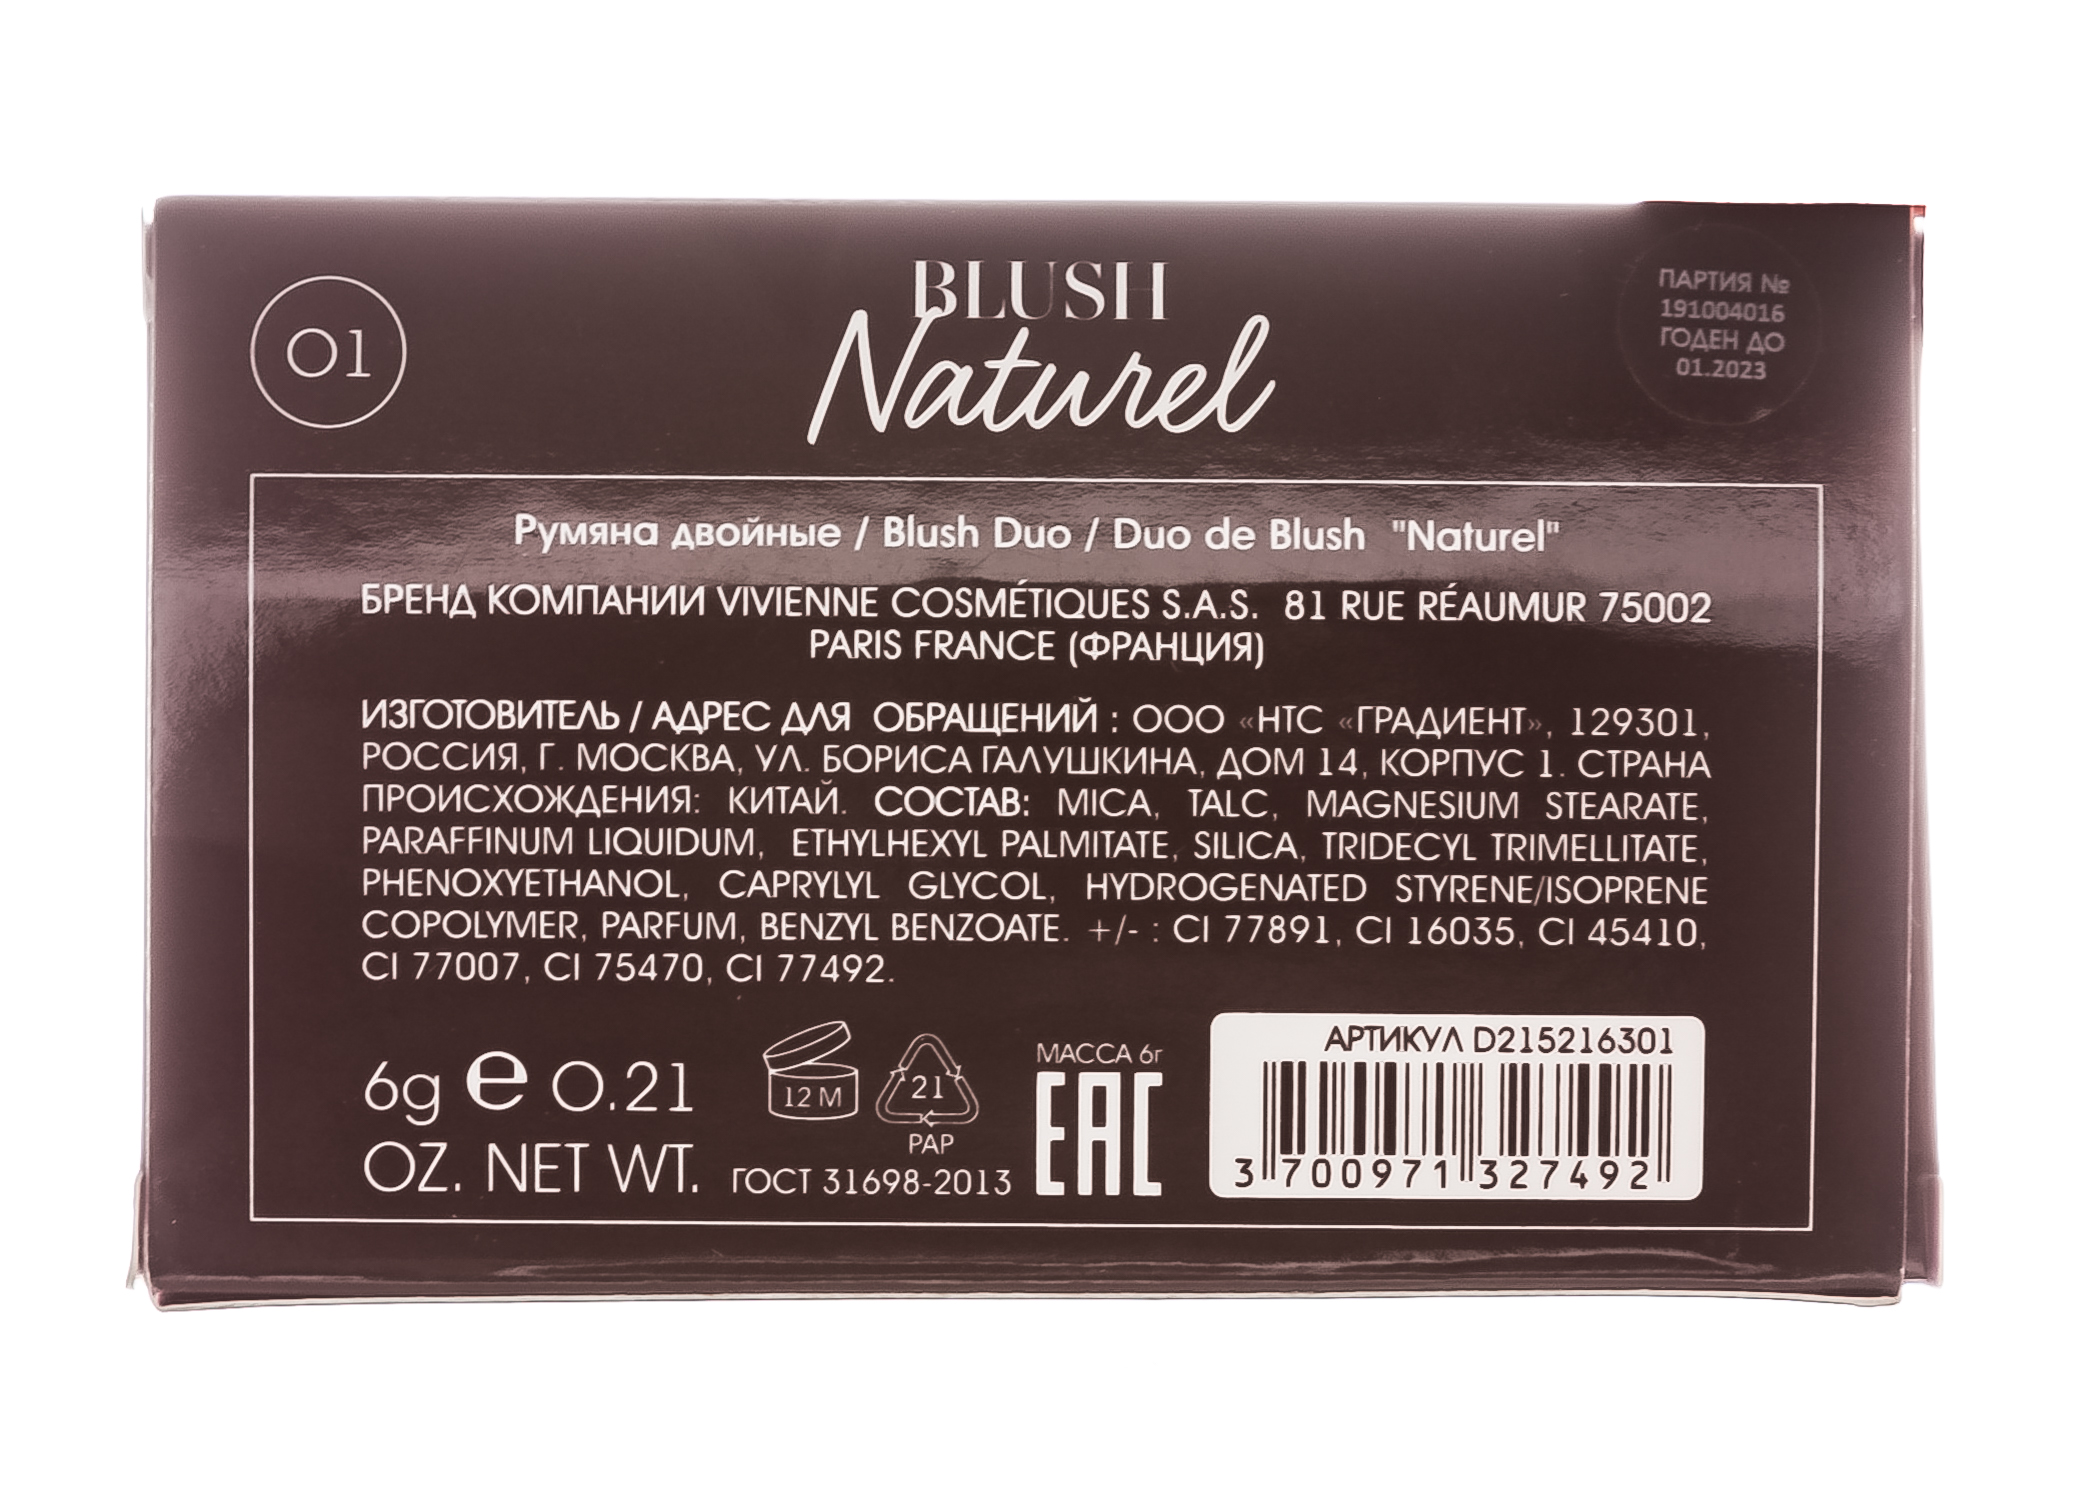 01
BLUSH
Naturel
ПАРТИЯ №
191004016
ГОДЕН ДО
01.2023
Румяна двойные / Blush Duo / Duo de Blush "Naturel"
БРЕНД КОМПАНИИ VIVIENNE COSMÉTIQUES S.A.S. 81 RUE RÉAUMUR 75002
PARIS FRANCE (ФРАНЦИЯ)
ИЗГОТОВИТЕЛЬ / АДРЕС ДЛЯ ОБРАЩЕНИЙ : ООО «НТС «ГРАДИЕНТ», 129301,
РОССИЯ, Г. МОСКВА, УЛ. БОРИСА ГАЛУШКИНА, ДОМ 14, КОРПУС 1. СТРАНА
ПРОИСХОЖДЕНИЯ: КИТАЙ. СОСТАВ: MICA, TALC, MAGNESIUM STEARATE,
PARAFFINUM LIQUIDUM, ETHYLHEXYL PALMITATE, SILICA, TRIDECYL TRIMELLITATE,
PHENOXYETHANOL, CAPRYLYL GLYCOL, HYDROGENATED STYRENE/ISOPRENE
COPOLYMER, PARFUM, BENZYL BENZOATE. +/- : CI 77891, CI 16035, CI 45410,
CI 77007, CI 75470, CI 77492.
6g e 0.21
OZ. NET WT.
12 M
21
PAP
ГОСТ 31698-2013
МАССА 6г
EAC
АРТИКУЛ D215216301
3 700971 327492